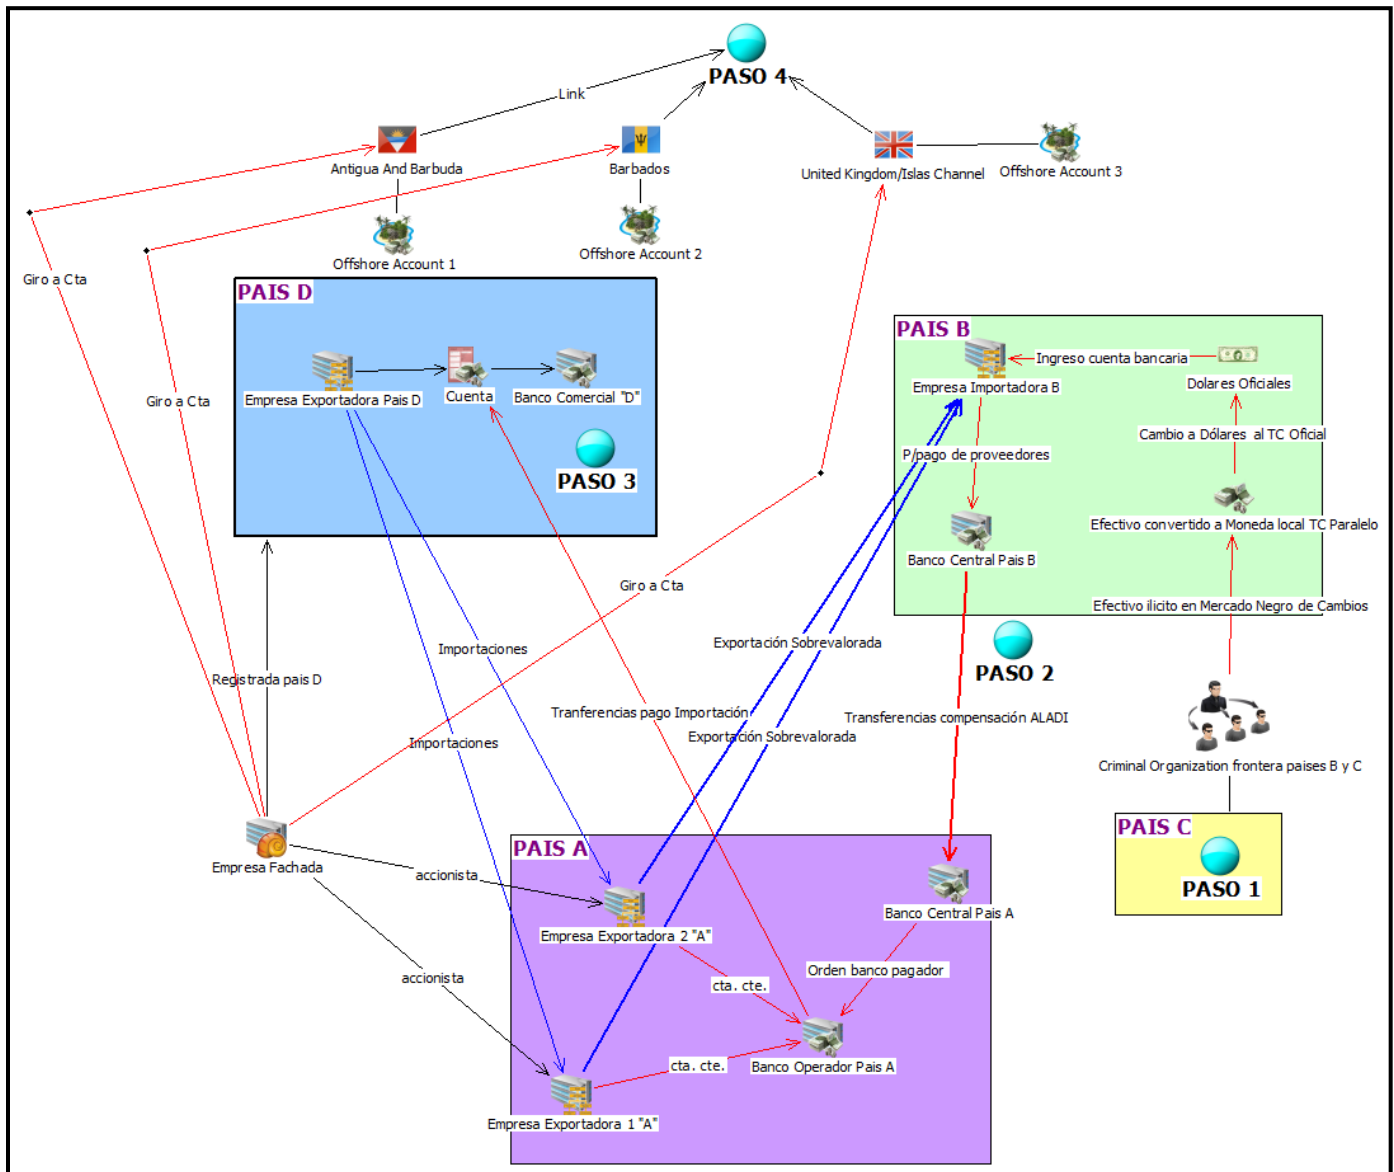 PASO 4
Link
Antigua And Barbuda
Barbados
United Kingdom/Islas Channel
Offshore Account 3
Offshore Account 1
Offshore Account 2
Giro a Cta
PAIS D
PAIS B
Ingreso cuenta bancaria
Empresa Importadora B
Dolares Oficiales
Empresa Exportadora Pais D
Cuenta
Banco Comercial "D"
Giro a Cta
Cambio a Dólares al TC Oficial
P/pago de proveedores
PASO 3
Efectivo convertido a Moneda local TC Paralelo
Banco Central Pais B
Giro a Cta
Efectivo ilicito en Mercado Negro de Cambios
Importaciones
Exportación Sobrevalorada
PASO 2
Registrada pais D
Tranferencias pago Importación
Transferencias compensación ALADI
Exportación Sobrevalorada
Importaciones
Criminal Organization frontera paises B y C
PAIS C
PASO 1
PAIS A
Empresa Fachada
accionista
Banco Central Pais A
Empresa Exportadora 2 "A"
Orden banco pagador
accionista
cta. cte.
cta. cte.
Banco Operador Pais A
Empresa Exportadora 1 "A"